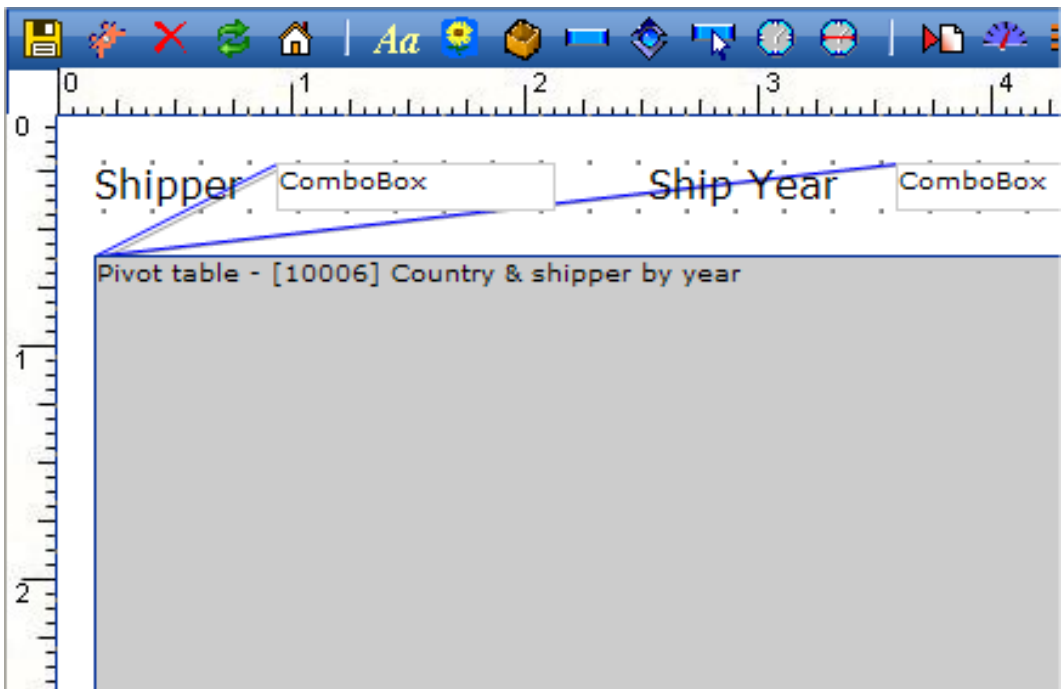 Aa
0 1 2 3 4
0
Shipper ComboBox Ship Year ComboBox
Pivot table - [10006] Country & shipper by year
1
2